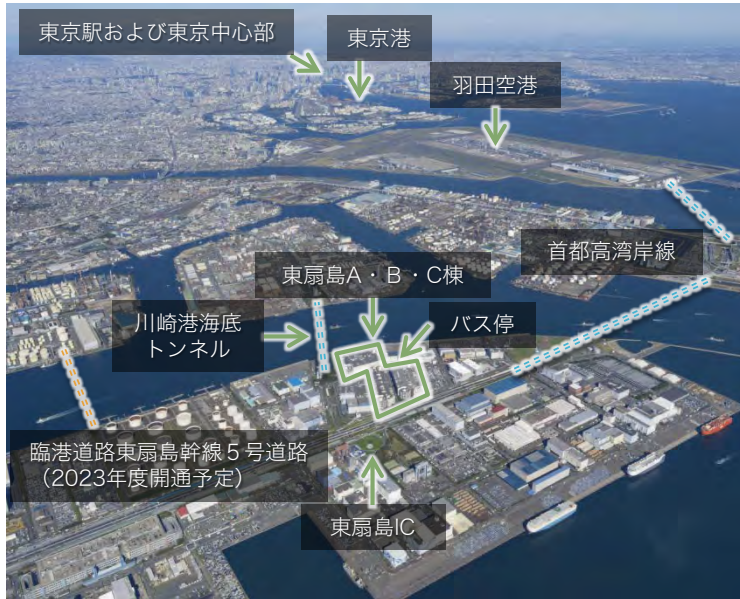 東京駅および東京中心部
東京港
羽田空港
首都高湾岸線
東扇島A・B・C棟
川崎港海底
トンネル
バス停
臨港道路東扇島幹線５号道路
（2023年度開通予定）
東扇島IC